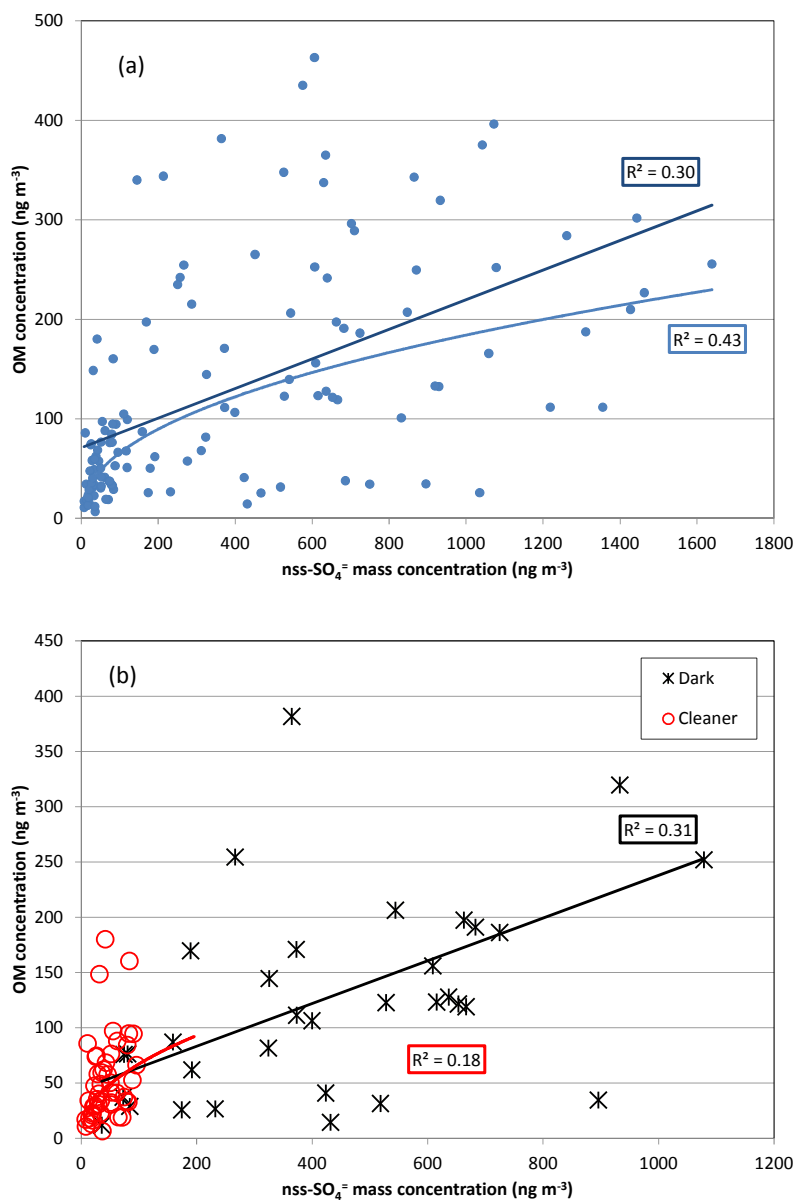 500
450
400
300
200
100
0
OM concentration (ng m⁻³)
(a)
R² = 0.30
R² = 0.43
0 200 400 600 800 1000 1200 1400 1600 1800
nss-SO₄⁼ mass concentration (ng m⁻³)
450
400
350
300
250
200
150
100
50
0
OM concentration (ng m⁻³)
(b)
Dark
Cleaner
R² = 0.31
R² = 0.18
0 200 400 600 800 1000 1200
nss-SO₄⁼ mass concentration (ng m⁻³)